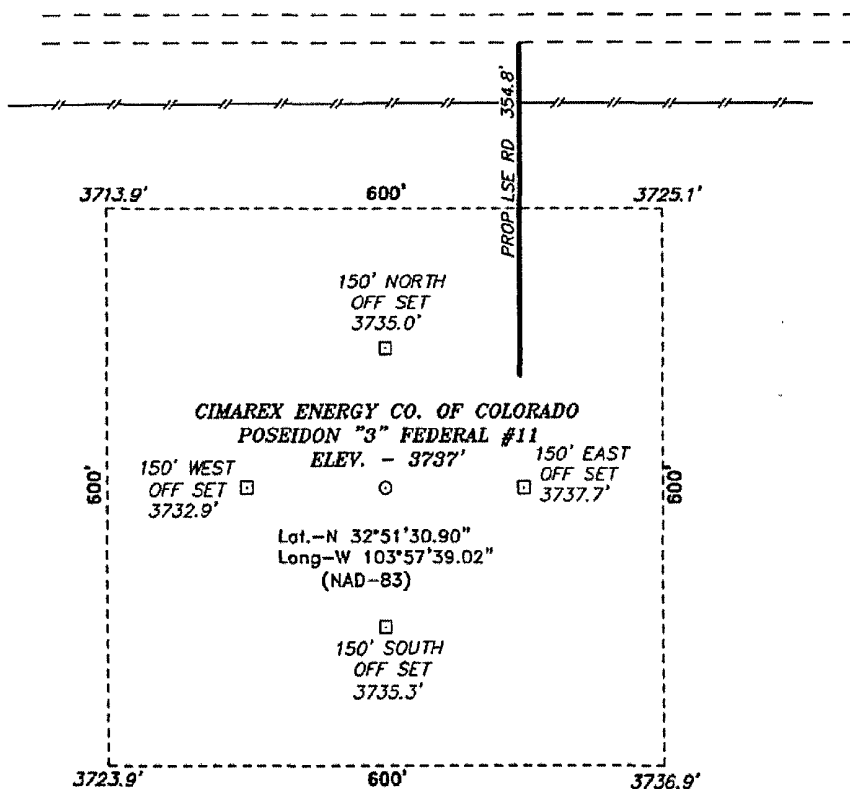 PROP LSE RD 354.8'
3713.9'
600'
3725.1'
150' NORTH
OFF SET
3735.0'
CIMAREX ENERGY CO. OF COLORADO
POSEIDON "3" FEDERAL #11
ELEV. - 3737'
600'
150' WEST
OFF SET
3732.9'
150' EAST
OFF SET
3737.7'
600'
Lat.-N 32°51'30.90"
Long-W 103°57'39.02"
(NAD-83)
150' SOUTH
OFF SET
3735.3'
3723.9'
600'
3736.9'